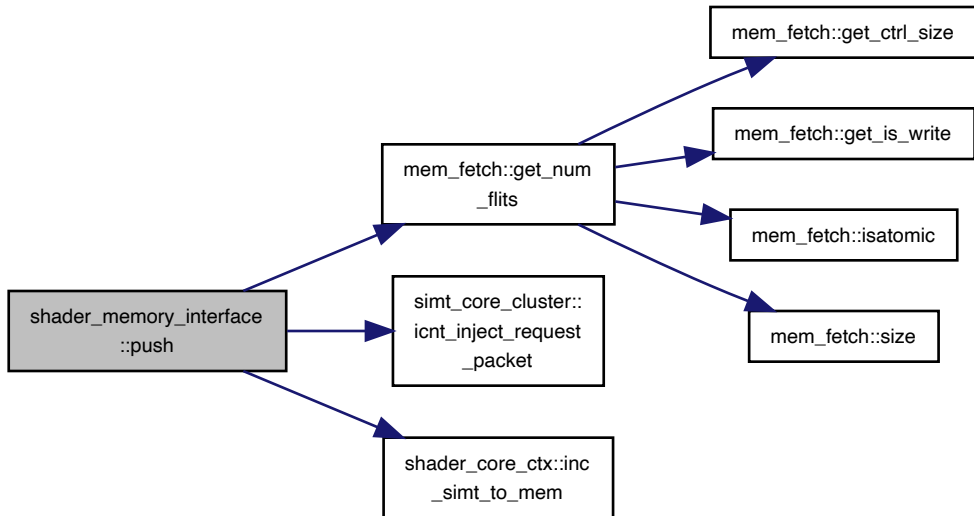 mem_fetch::get_ctrl_size
mem_fetch::get_is_write
mem_fetch::get_num
_flits
mem_fetch::isatomic
simt_core_cluster::
icnt_inject_request
_packet
shader_memory_interface
::push
mem_fetch::size
shader_core_ctx::inc
_simt_to_mem